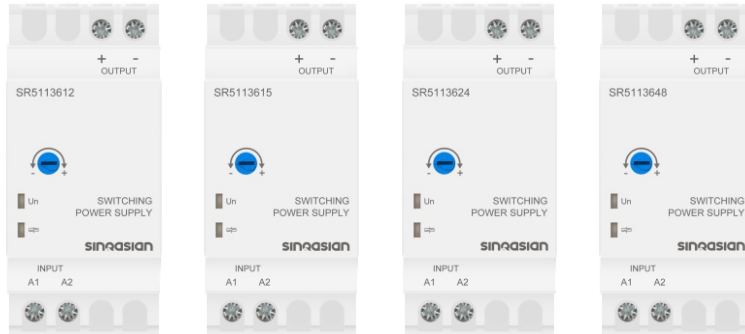 + -
OUTPUT
SR5113612
- +
Un
SWITCHING
POWER SUPPLY
sinqasian
INPUT
A1 A2
+ -
OUTPUT
SR5113615
- +
Un
SWITCHING
POWER SUPPLY
sinqasian
INPUT
A1 A2
+ -
OUTPUT
SR5113624
- +
Un
SWITCHING
POWER SUPPLY
sinqasian
INPUT
A1 A2
+ -
OUTPUT
SR5113648
- +
Un
SWITCHING
POWER SUPPLY
sinqasian
INPUT
A1 A2